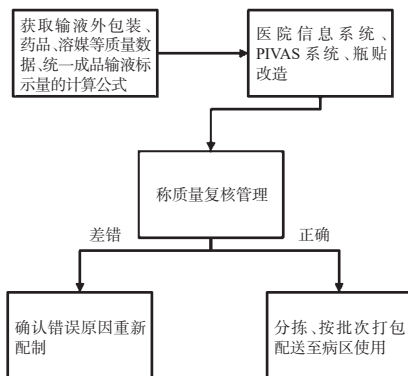 获取输液外包装、
药品、溶媒等质量数
据、统一成品输液标
示量的计算公式
医院信息系统、
PIVAS 系统、瓶贴
改造
称质量复核管理
差错
正确
确认错误原因重新
配制
分拣、按批次打包
配送至病区使用